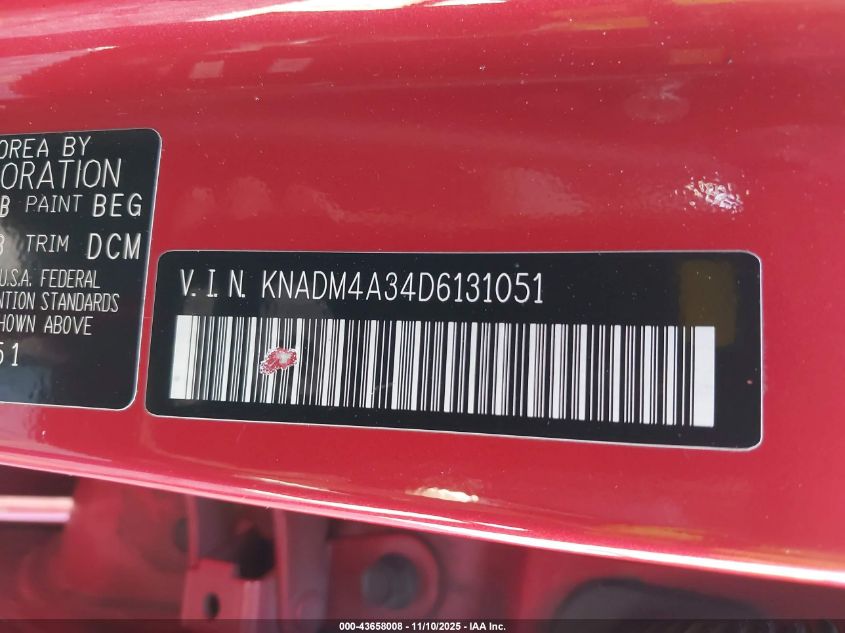 OREA BY
ORATION
B PAINT BEG
TRIM DCM
U.S.A. FEDERAL
NTION STANDARDS
HOWN ABOVE
51
V.I.N. KNADM4A34D6131051
000-43658008 - 11/10/2025 - IAA Inc.